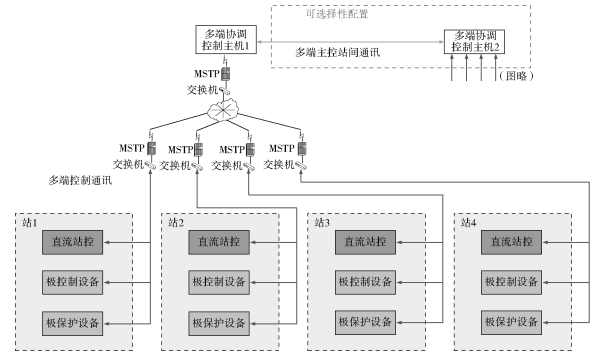 可选择性配置
多端协调
控制主机1
多端协调
控制主机2
多端主控站间通讯
(图略)
MSTP
交换机
MSTP
交换机
MSTP
交换机
MSTP
交换机
MSTP
交换机
多端控制通讯
站1
直流站控
极控制设备
极保护设备
站2
直流站控
极控制设备
极保护设备
站3
直流站控
极控制设备
极保护设备
站4
直流站控
极控制设备
极保护设备